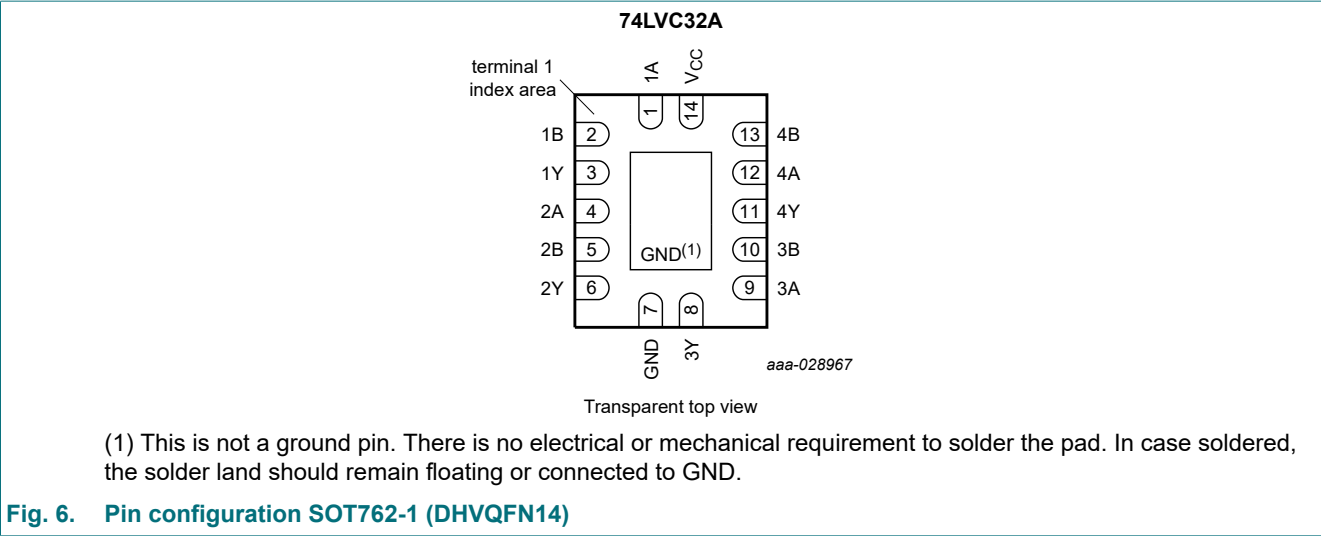 74LVC32A
terminal 1
index area
1A
VCC
1
14
1B 2
13 4B
1Y 3
12 4A
2A 4
11 4Y
2B 5
GND(1)
10 3B
2Y 6
9 3A
7
8
GND
3Y
aaa-028967
Transparent top view
(1) This is not a ground pin. There is no electrical or mechanical requirement to solder the pad. In case soldered,
the solder land should remain floating or connected to GND.
Fig. 6. Pin configuration SOT762-1 (DHVQFN14)